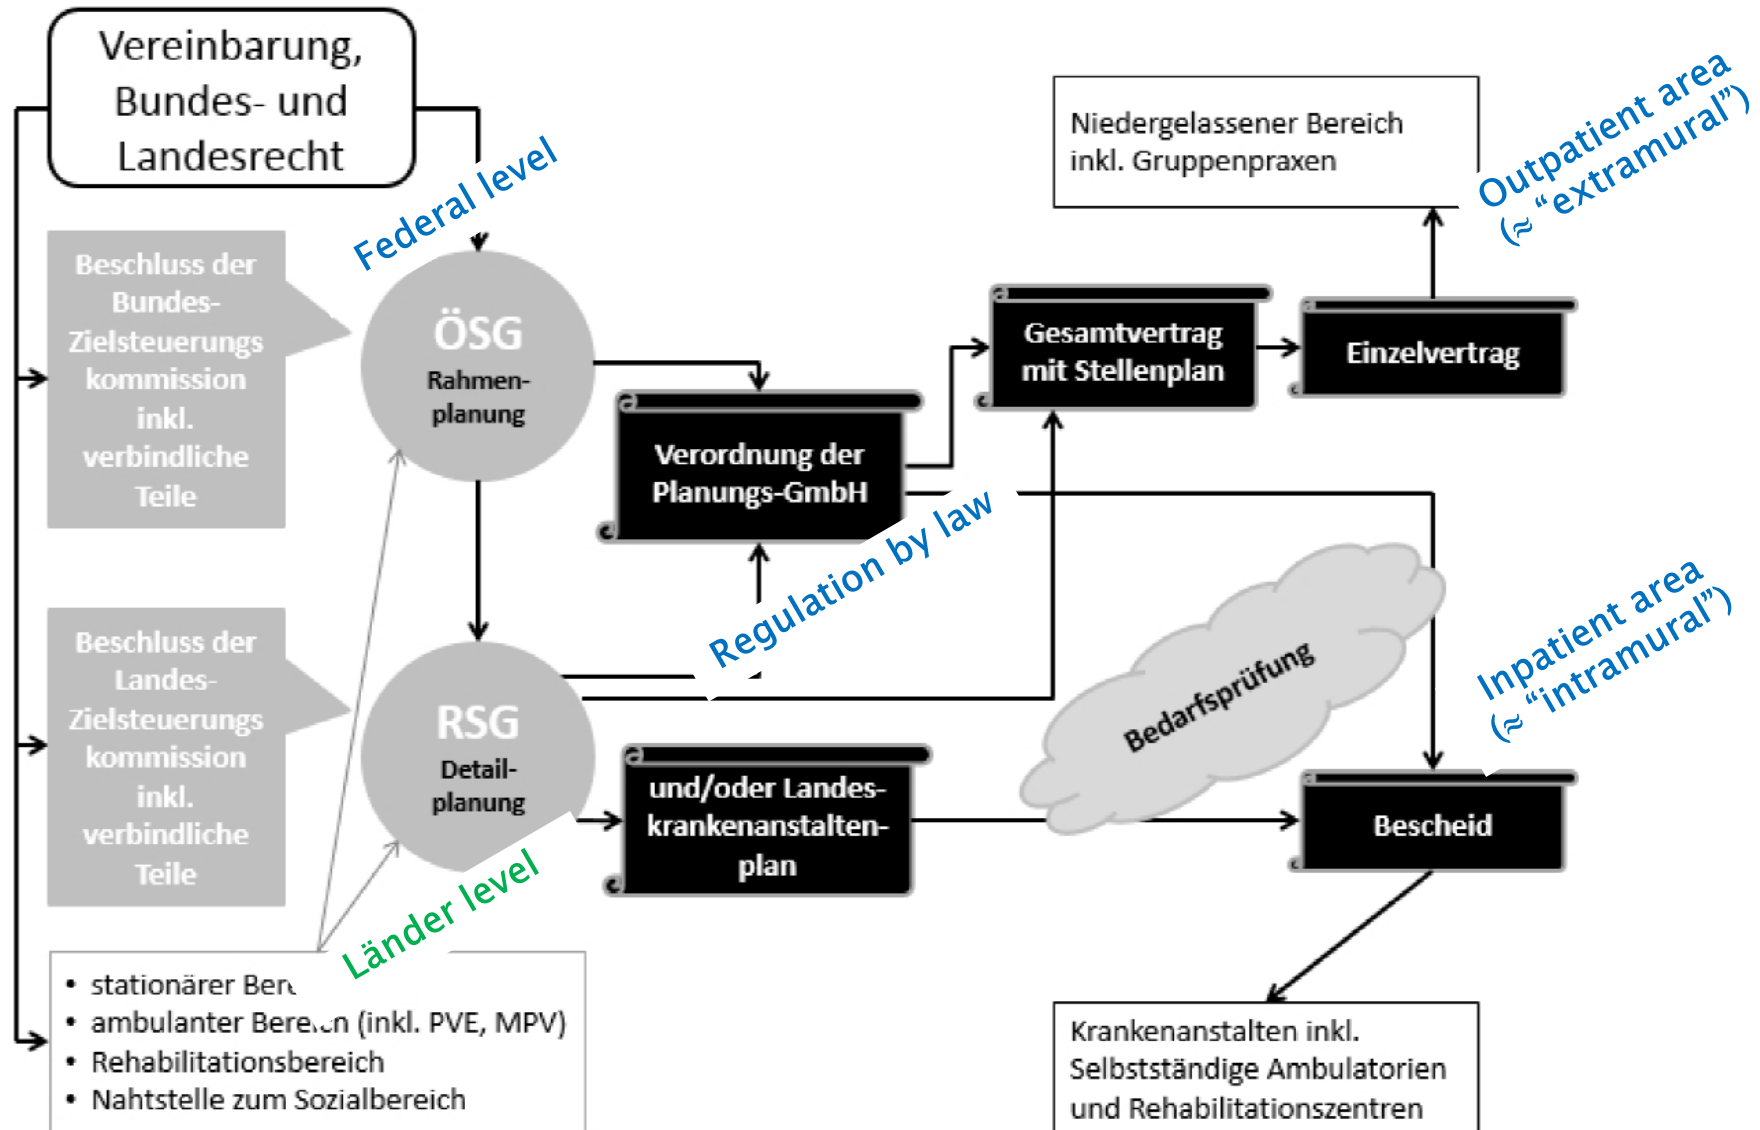 Vereinbarung,
Bundes- und
Landesrecht
Federal level
Beschluss der
Bundes-
Zielsteuerungs
kommission
inkl.
verbindliche
Teile
ÖSG
Rahmen-
planung
Verordnung der
Planungs-GmbH
Gesamtvertrag
mit Stellenplan
Einzelvertrag
Niedergelassener Bereich
inkl. Gruppenpraxen
Outpatient area
(≈ “extramural”)
Regulation by law
Beschluss der
Landes-
Zielsteuerungs
kommission
inkl.
verbindliche
Teile
RSG
Detail-
planung
Länder level
und/oder Landes-
krankenanstalten-
plan
Bedarfsprüfung
Inpatient area
(≈ “intramural”)
Bescheid
• stationärer
• ambulanter Bereich (inkl. PVE, MPV)
• Rehabilitationsbereich
• Nahtstelle zum Sozialbereich
Krankenanstalten inkl.
Selbstständige Ambulatorien
und Rehabilitationszentren